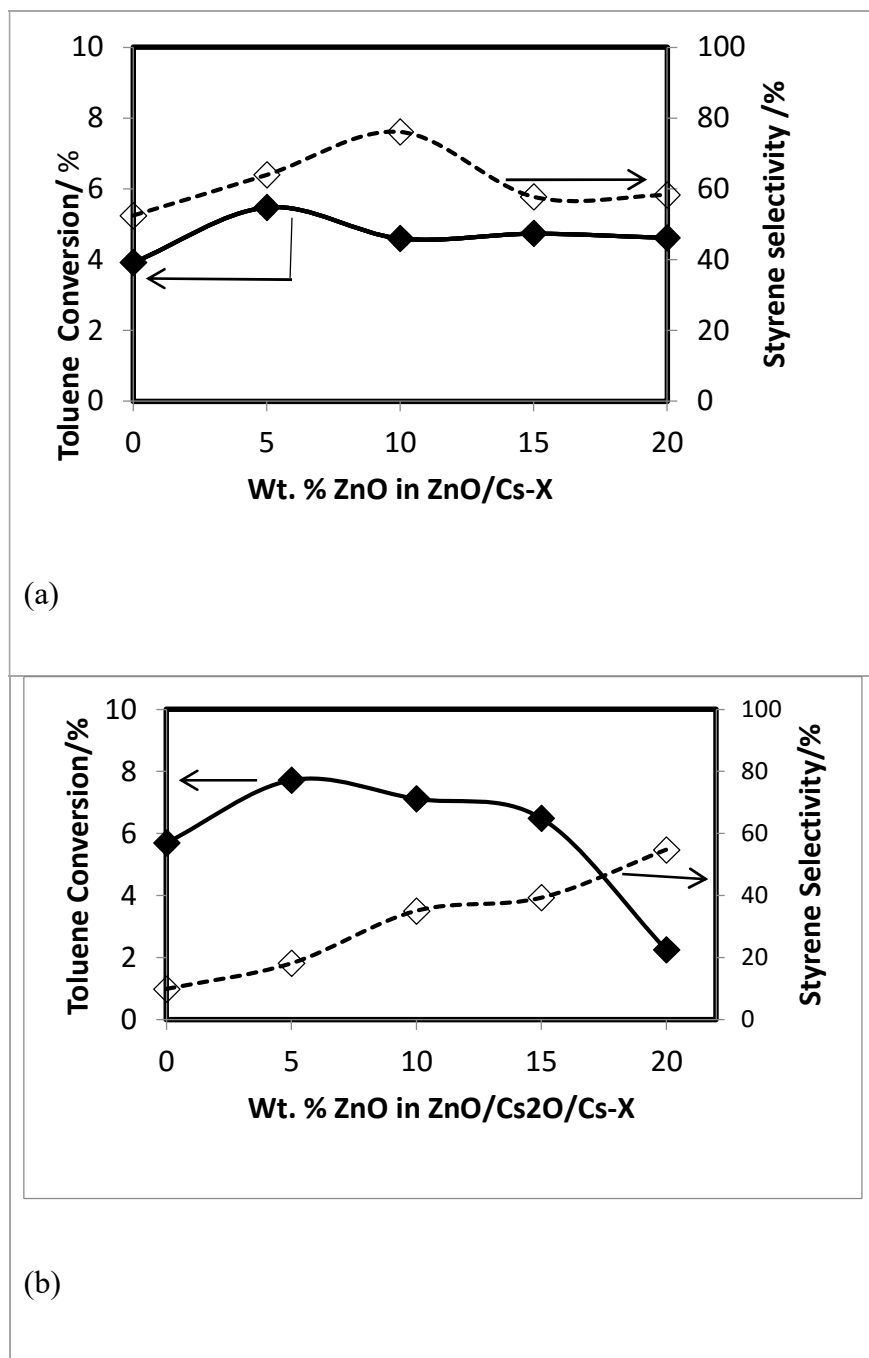 10
8
6
4
2
0
Toluene Conversion/ %
100
80
60
40
20
0
Styrene selectivity /%
0 5 10 15 20
Wt. % ZnO in ZnO/Cs-X
(a)
10
8
6
4
2
0
Toluene Conversion/%
100
80
60
40
20
0
Styrene Selectivity/%
0 5 10 15 20
Wt. % ZnO in ZnO/Cs2O/Cs-X
(b)